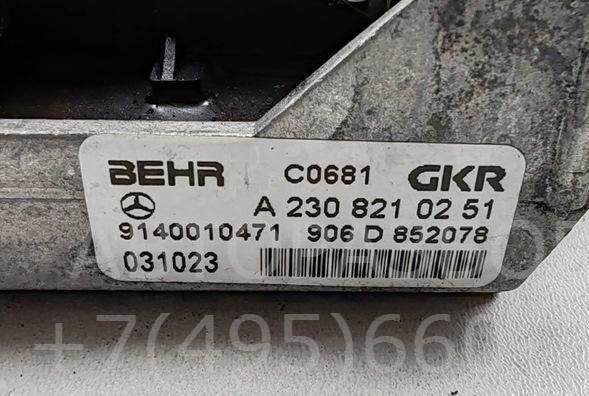 BEHR C0681 GKR
A 230 821 02 51
9140010471 906 D 852078
031023
+7(495)66